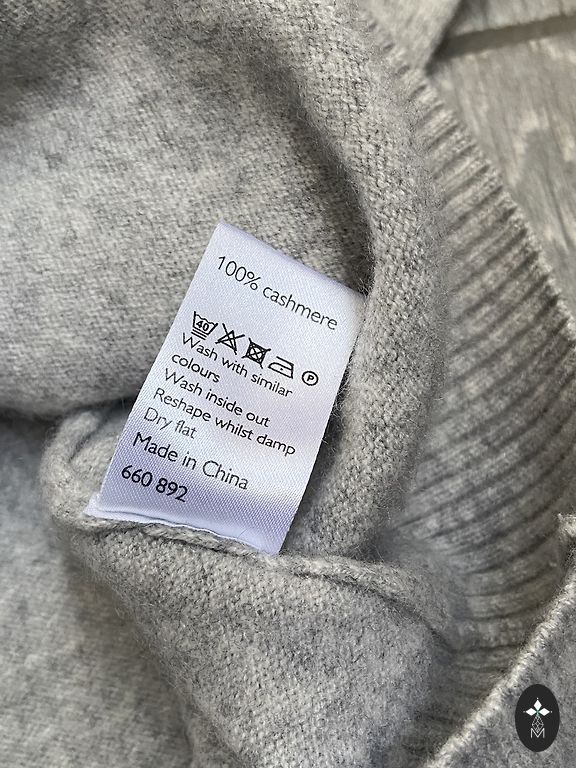 100% cashmere
40 P
Wash with similar
colours
Wash inside out
Reshape whilst damp
Dry flat
Made in China
660 892
M